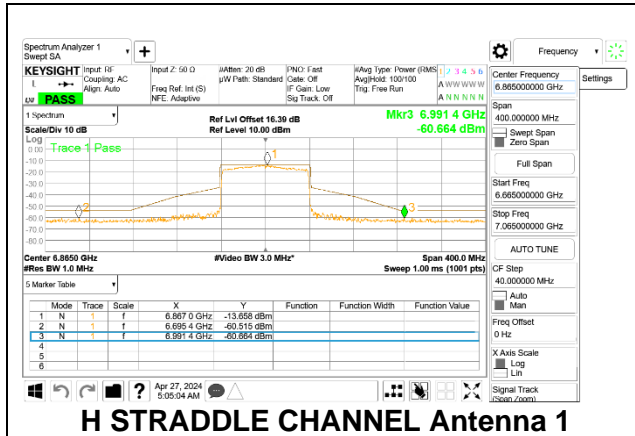 Spectrum Analyzer 1
Swept SA
Frequency
Settings
KEYSIGHT
Input: RF
Coupling: AC
Align: Auto
Input Z: 50 Ω
Freq Ref: Int (S)
NFE: Adaptive
#Atten: 20 dB
µW Path: Standard
PNO: Fast
Gate: Off
IF Gain: Low
Sig Track: Off
#Avg Type: Power (RMS
Avg|Hold: 100/100
Trig: Free Run
1 2 3 4 5 6
A W W W W W
A N N N N N
L
PASS
1 Spectrum
Scale/Div 10 dB
Ref Lvl Offset 16.39 dB
Ref Level 10.00 dBm
Mkr3 6.991 4 GHz
-60.664 dBm
Log
Trace 1 Pass
0.00
-10.0
-20.0
-30.0
-40.0
-50.0
-60.0
-70.0
-80.0
1
2
3
Center 6.8650 GHz
#Res BW 1.0 MHz
#Video BW 3.0 MHz*
Span 400.0 MHz
Sweep 1.00 ms (1001 pts)
5 Marker Table
Mode Trace Scale X Y Function Function Width Function Value
1 N 1 f 6.867 0 GHz -13.658 dBm
2 N 1 f 6.695 4 GHz -60.515 dBm
3 N 1 f 6.991 4 GHz -60.664 dBm
4
5
6
Center Frequency
6.865000000 GHz
Span
400.000000 MHz
Swept Span
Zero Span
Full Span
Start Freq
6.665000000 GHz
Stop Freq
7.065000000 GHz
AUTO TUNE
CF Step
40.000000 MHz
Auto
Man
Freq Offset
0 Hz
X Axis Scale
Log
Lin
Signal Track
(Span Zoom)
?
Apr 27, 2024
5:05:04 AM
H STRADDLE CHANNEL Antenna 1